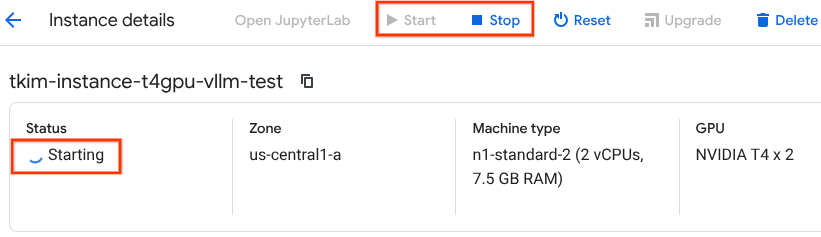 Instance details Open JupyterLab Start Stop Reset Upgrade Delete
tkim-instance-t4gpu-vllm-test
Status Zone Machine type GPU
Starting us-central1-a n1-standard-2 (2 vCPUs, NVIDIA T4 x 2
7.5 GB RAM)